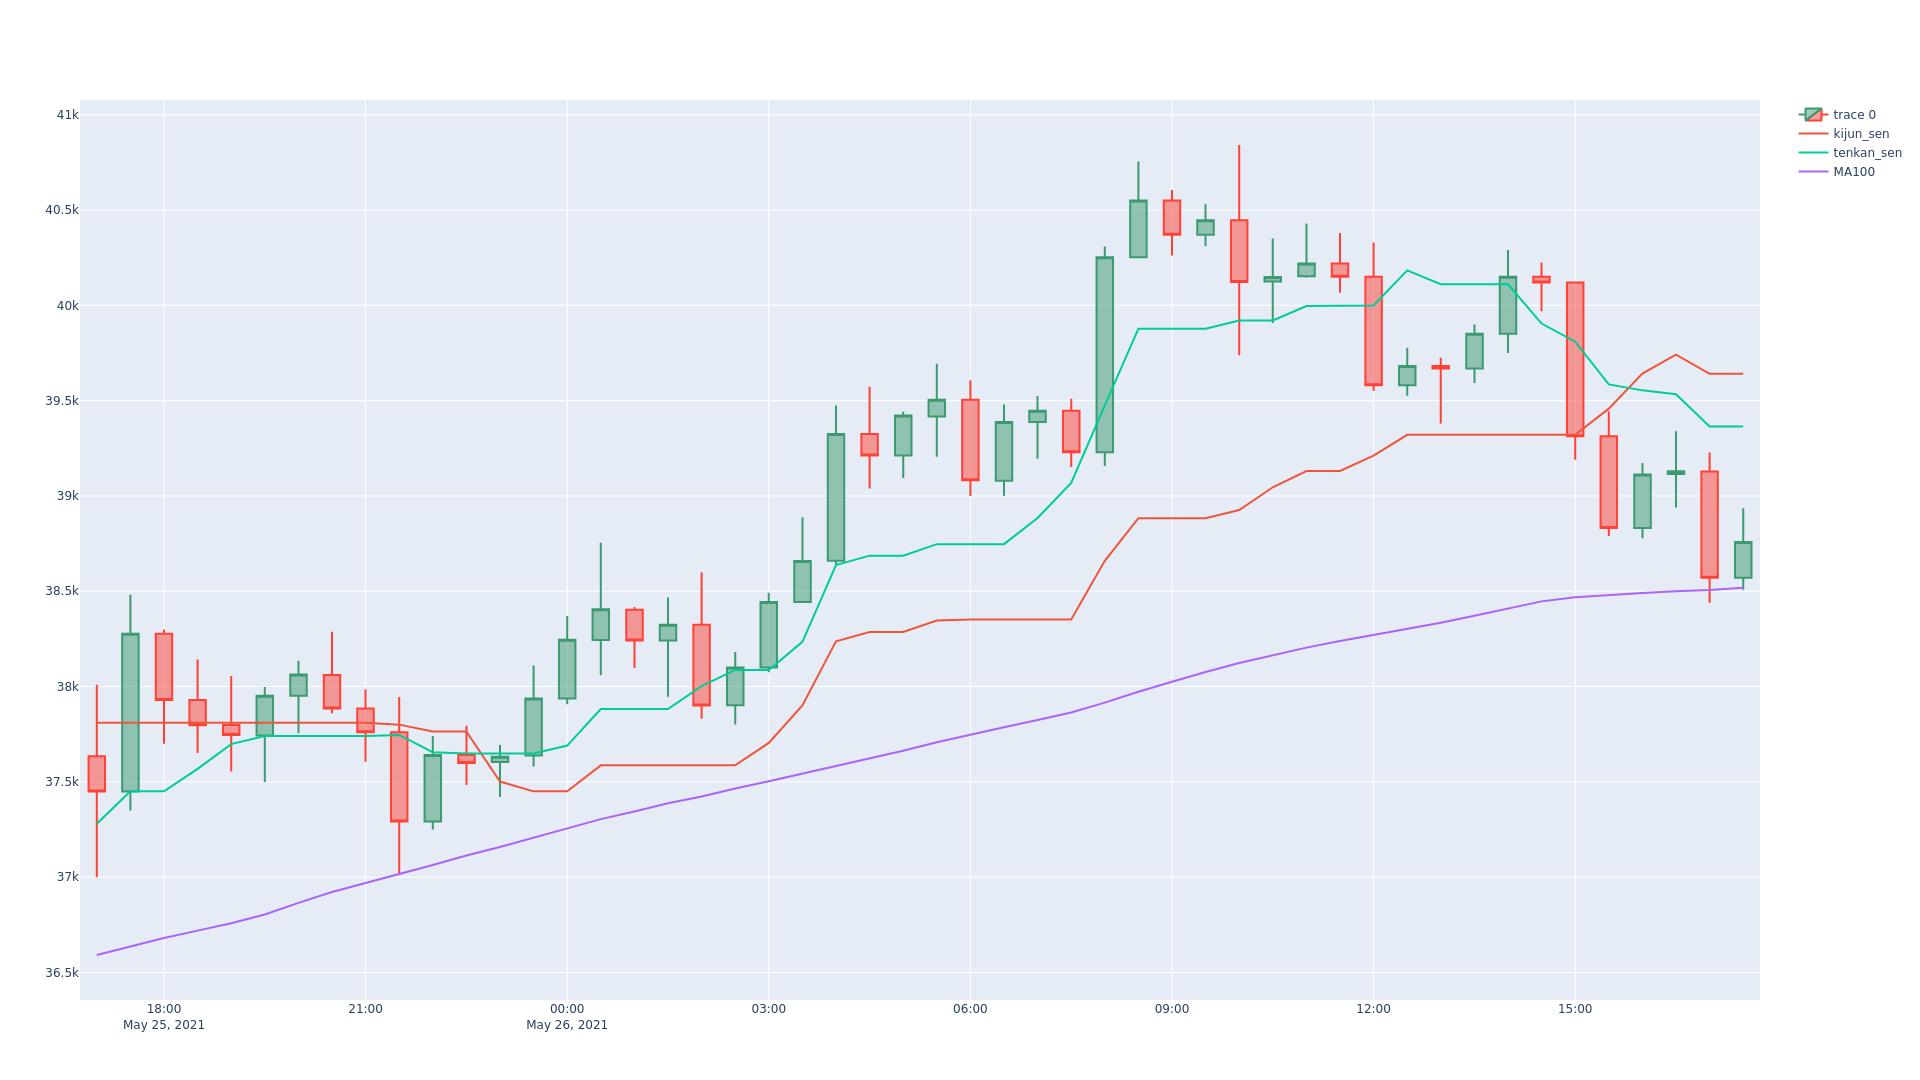 41k
40.5k
40k
39.5k
39k
38.5k
38k
37.5k
37k
36.5k
18:00
May 25, 2021
21:00
00:00
May 26, 2021
03:00
06:00
09:00
12:00
15:00
trace 0
kijun_sen
tenkan_sen
MA100